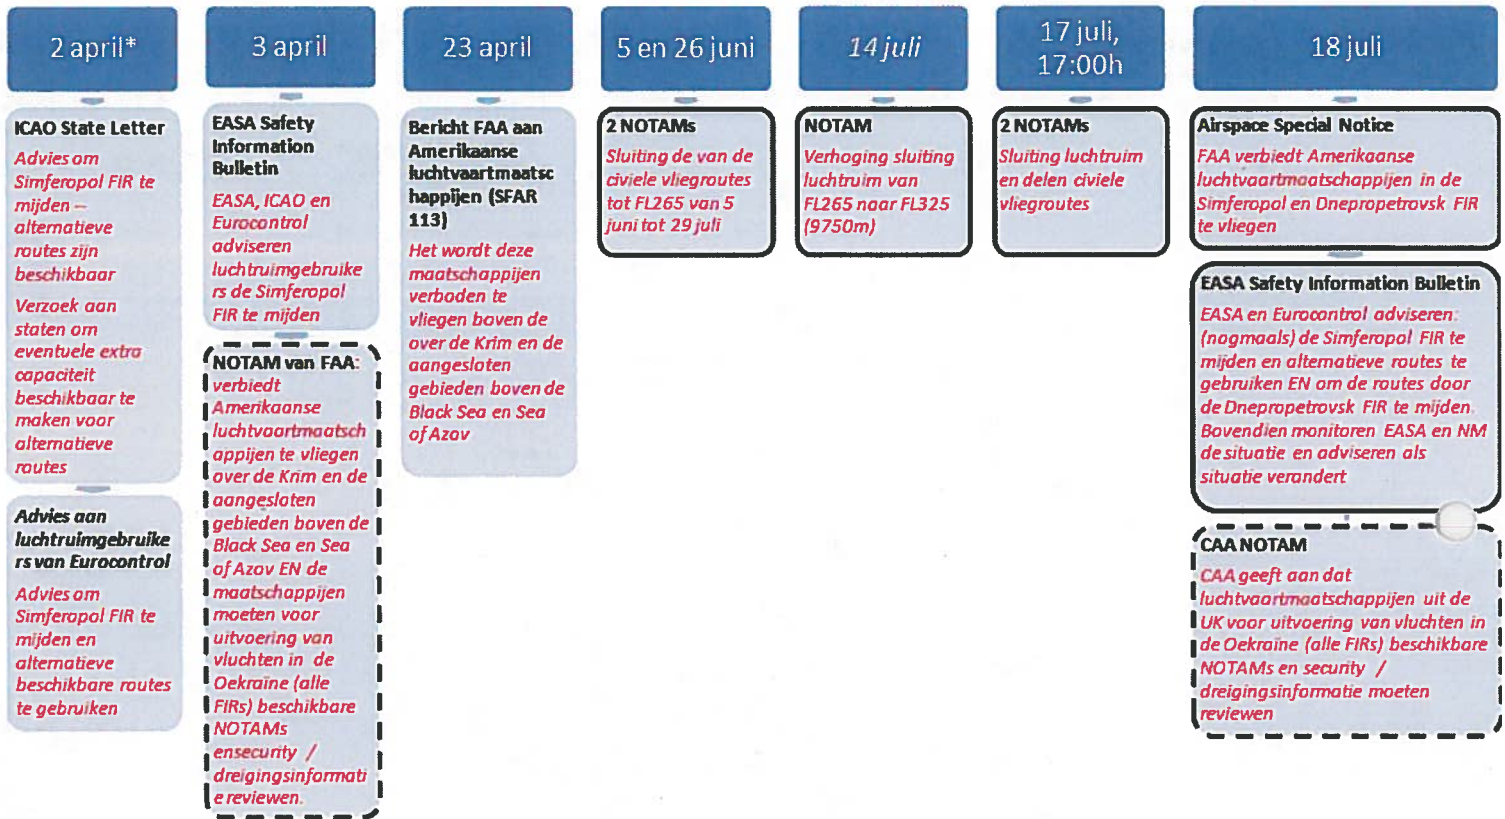 2 april*
ICAO State Letter
Advies om
Simferopol FIR te
mijden –
alternatieve
routes zijn
beschikbaar
Verzoek aan
staten om
eventuele extra
capaciteit
beschikbaar te
maken voor
alternatieve
routes
Advies aan
luchtruimgebruike
rs van Eurocontrol
Advies om
Simferopol FIR te
mijden en
alternatieve
beschikbare routes
te gebruiken
3 april
EASA Safety
Information
Bulletin
EASA, ICAO en
Eurocontrol
adviseren
luchtruimgebruike
rs de Simferopol
FIR te mijden
NOTAM van FAA:
verbiedt
Amerikaanse
luchtvaartmaatsch
appijen te vliegen
over de Krim en de
aangesloten
gebieden boven de
Black Sea en Sea
of Azov EN de
maatschappijen
moeten voor
uitvoering van
vluchten in de
Oekraïne (alle
FIRs) beschikbare
NOTAMs
ensecurity /
dreigingsinformati
e reviewen.
23 april
Bericht FAA aan
Amerikaanse
luchtvaartmaatsc
happijen (SFAR
113)
Het wordt deze
maatschappijen
verboden te
vliegen boven de
over de Krim en de
aangesloten
gebieden boven de
Black Sea en Sea
of Azov
5 en 26 juni
2 NOTAMs
Sluiting de van de
civiele vliegroutes
tot FL265 van 5
juni tot 29 juli
14 juli
NOTAM
Verhoging sluiting
luchtruim van
FL265 naar FL325
(9750m)
17 juli,
17:00h
2 NOTAMs
Sluiting luchtruim
en delen civiele
vliegroutes
18 juli
Airspace Special Notice
FAA verbiedt Amerikaanse
luchtvaartmaatschappijen in de
Simferopol en Dnepropetrovsk FIR
te vliegen
EASA Safety Information Bulletin
EASA en Eurocontrol adviseren:
(nogmaals) de Simferopol FIR te
mijden en alternatieve routes te
gebruiken EN om de routes door
de Dnepropetrovsk FIR te mijden.
Bovendien monitoren EASA en NM
de situatie en adviseren als
situatie verandert
CAA NOTAM
CAA geeft aan dat
luchtvaartmaatschappijen uit de
UK voor uitvoering van vluchten in
de Oekraïne (alle FIRs) beschikbare
NOTAMs en security /
dreigingsinformatie moeten
reviewen